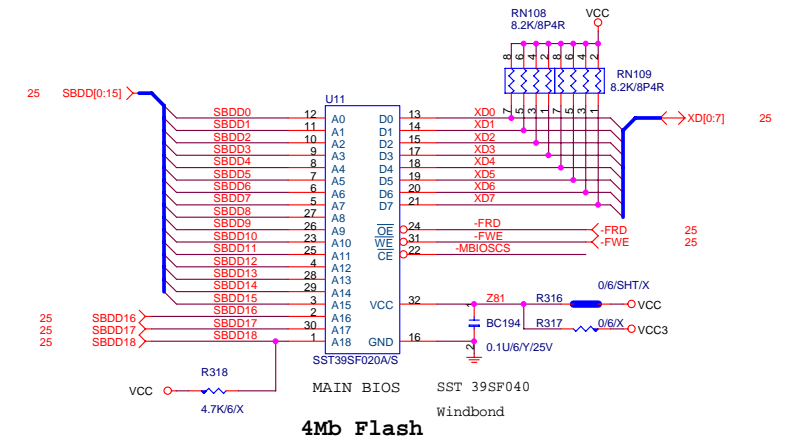 RN108
8.2K/8P4R
VCC
8 6 4 2 8 6 4 2
RN109
8.2K/8P4R
7 5 3 1 7 5 3 1
25 SBDD[0:15]
U11
XD[0:7] 25
SBDD0 12 A0 D0 13 XD0
SBDD1 11 A1 D1 14 XD1
SBDD2 10 A2 D2 15 XD2
SBDD3 9 A3 D3 17 XD3
SBDD4 8 A4 D4 18 XD4
SBDD5 7 A5 D5 19 XD5
SBDD6 6 A6 D6 20 XD6
SBDD7 5 A7 D7 21 XD7
SBDD8 27 A8
SBDD9 26 A9 OE 24 -FRD -FRD 25
SBDD10 23 A10 WE 31 -FWE -FWE 25
SBDD11 25 A11 CE 22 -MBIOSCS
SBDD12 4 A12
SBDD13 28 A13
SBDD14 29 A14
SBDD15 3 A15 VCC 32 Z81 R316 0/6/SHT/X VCC
25 SBDD16 SBDD16 2 A16
25 SBDD17 SBDD17 30 A17
25 SBDD18 SBDD18 1 A18 GND 16
1 BC194 2
0.1U/6/Y/25V
R317 0/6/X VCC3
SST39SF020A/S
R318
VCC
4.7K/6/X
MAIN BIOS SST 39SF040
Windbond
4Mb Flash